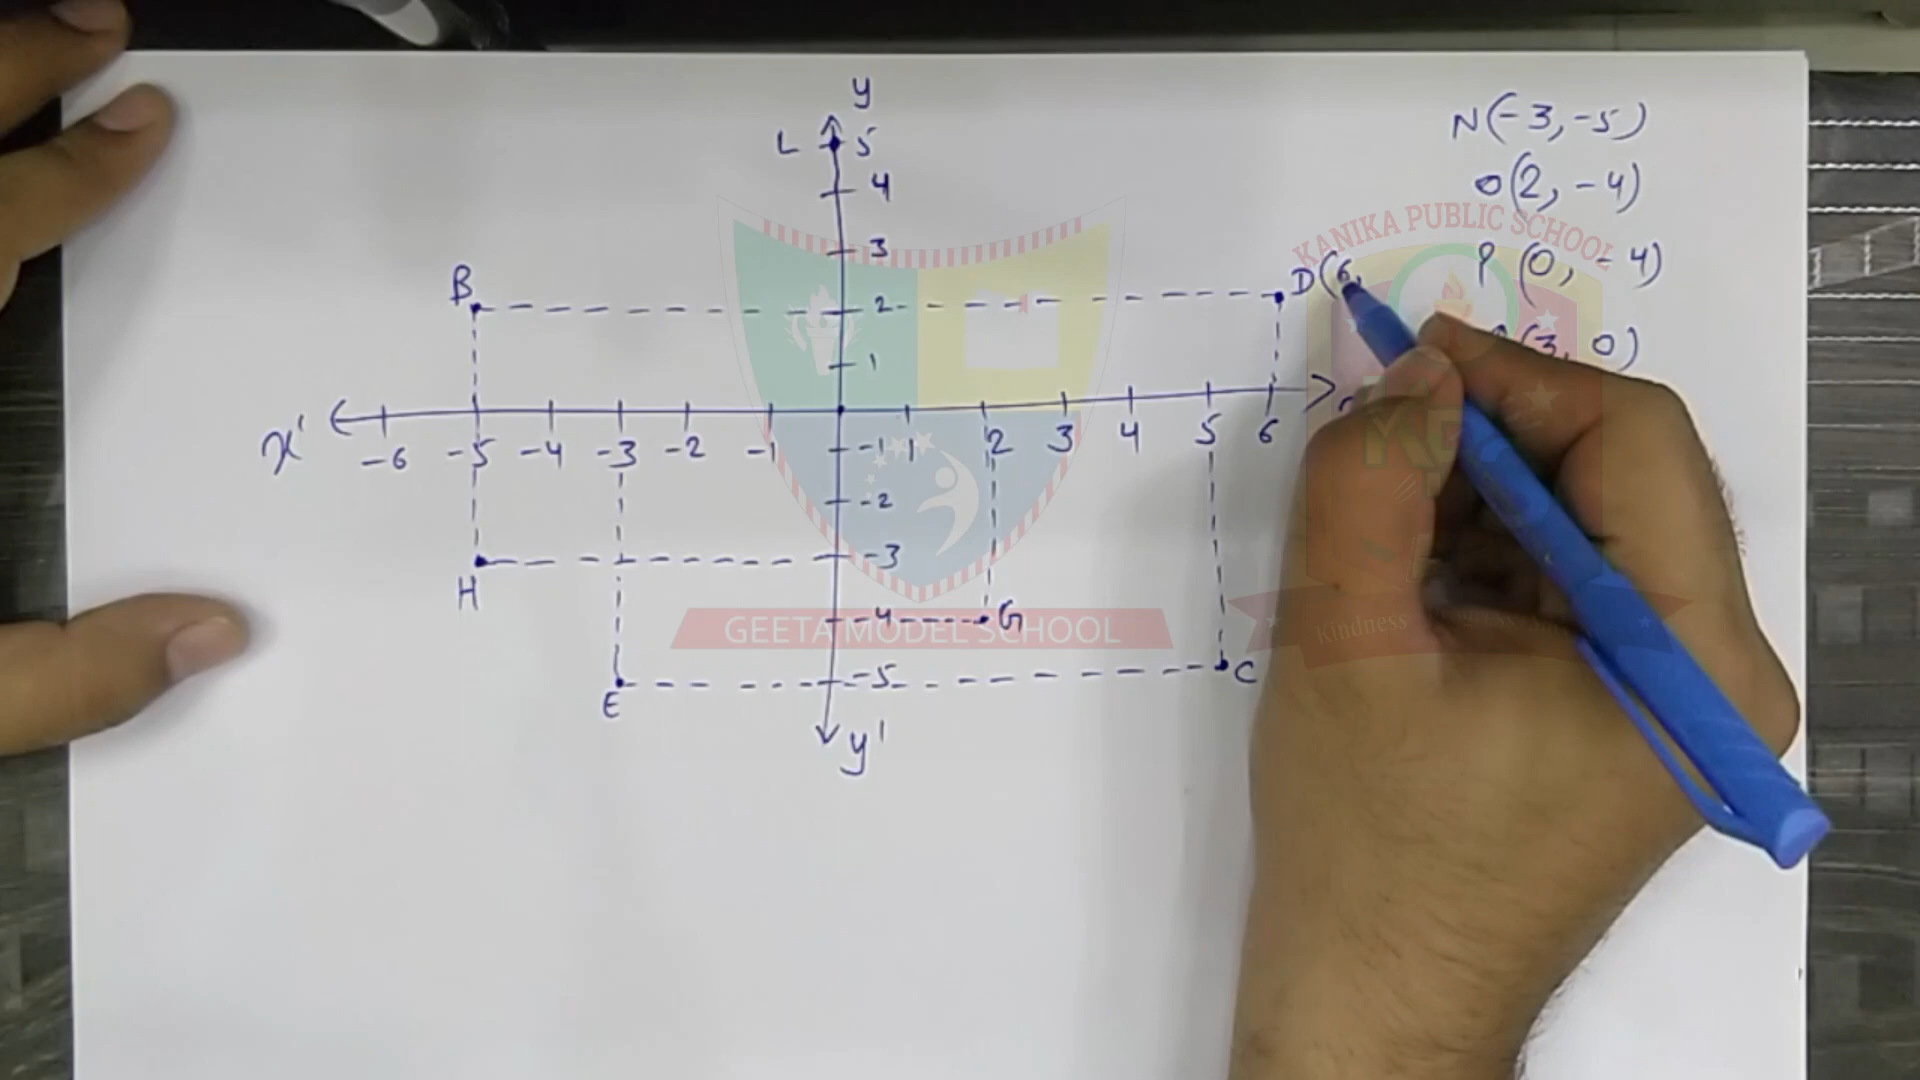 y
L 5
4
3
2
1
B
D(6,
x' -6 -5 -4 -3 -2 -1 1 2 3 4 5 6
-1
-2
-3
-4
-5
H
G
E
C
y'
N(-3,-5)
O(2,-4)
P(0,-4)
(3,0)
KANIKA PUBLIC SCHOOL
GEETA MODEL SCHOOL
Kindness